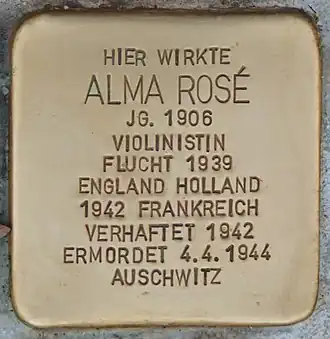 HIER WIRKTE
ALMA ROSÉ
JG. 1906
VIOLINISTIN
FLUCHT 1939
ENGLAND HOLLAND
1942 FRANKREICH
VERHAFTET 1942
ERMORDET 4.4.1944
AUSCHWITZ